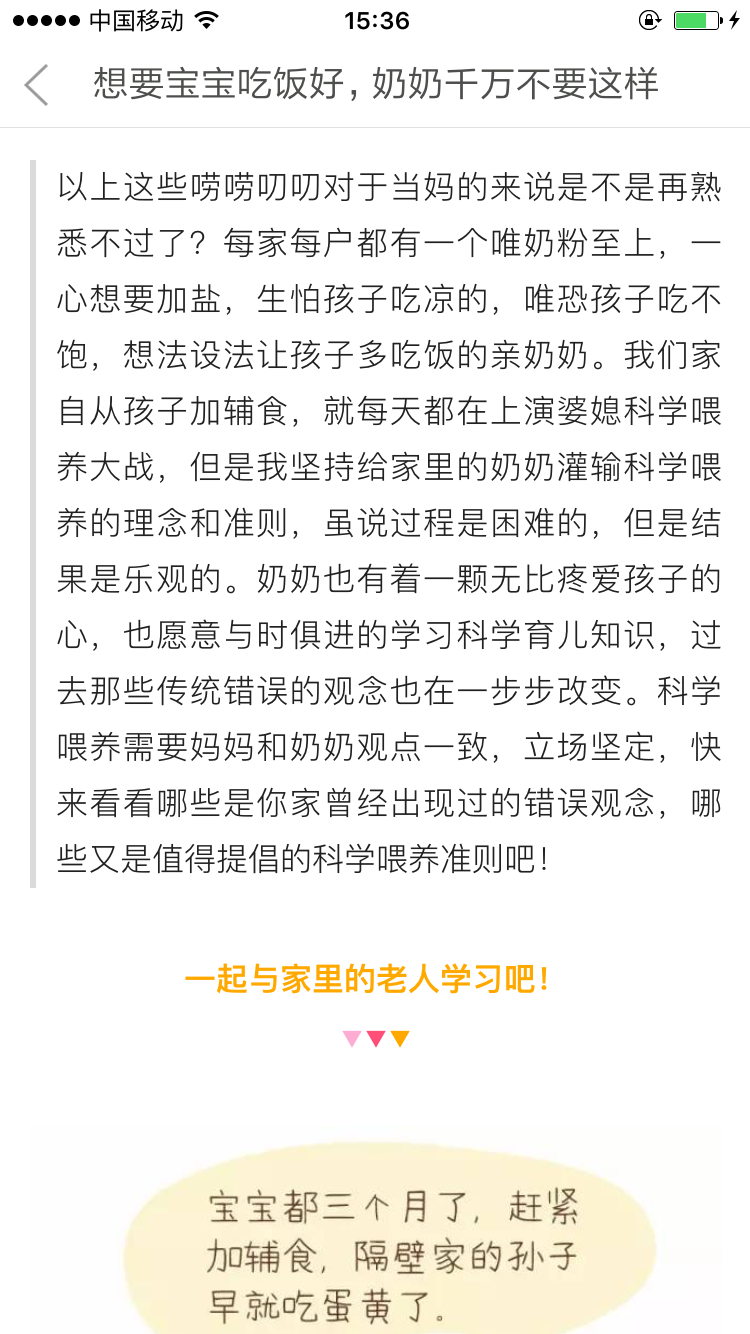 中国移动
15:36
想要宝宝吃饭好，奶奶千万不要这样
以上这些唠唠叨叨对于当妈的来说是不是再熟
悉不过了？每家每户都有一个唯奶粉至上，一
心想要加盐，生怕孩子吃凉的，唯恐孩子吃不
饱，想法设法让孩子多吃饭的亲奶奶。我们家
自从孩子加辅食，就每天都在上演婆媳科学喂
养大战，但是我坚持给家里的奶奶灌输科学喂
养的理念和准则，虽说过程是困难的，但是结
果是乐观的。奶奶也有着一颗无比疼爱孩子的
心，也愿意与时俱进的学习科学育儿知识，过
去那些传统错误的观念也在一步步改变。科学
喂养需要妈妈和奶奶观点一致，立场坚定，快
来看看哪些是你家曾经出现过的错误观念，哪
些又是值得提倡的科学喂养准则吧！
一起与家里的老人学习吧！
宝宝都三个月了，赶紧
加辅食，隔壁家的孙子
早就吃蛋黄了。